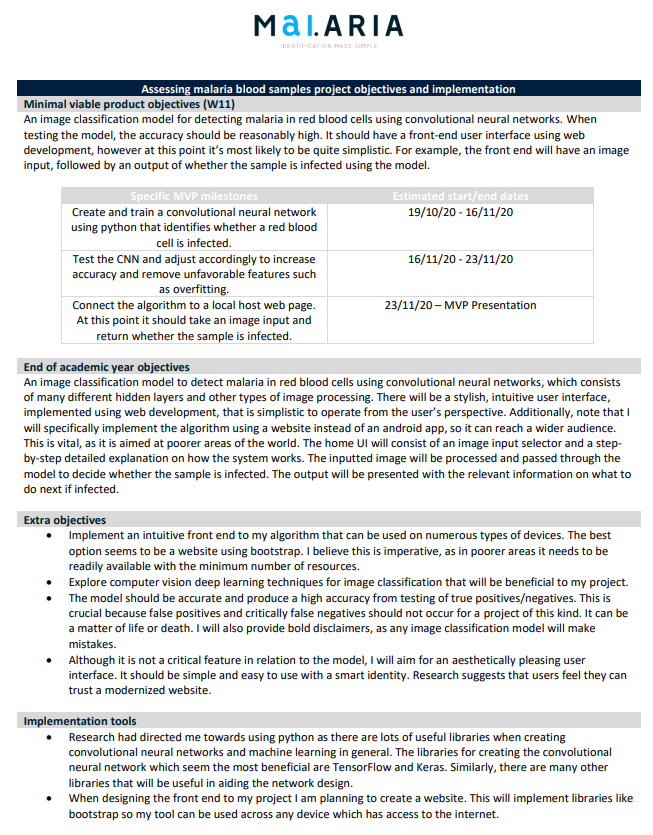 MalARIA
IDENTIFICATION MADE SIMPLE
Assessing malaria blood samples project objectives and implementation
Minimal viable product objectives (W11)
An image classification model for detecting malaria in red blood cells using convolutional neural networks. When
testing the model, the accuracy should be reasonably high. It should have a front-end user interface using web
development, however at this point it's most likely to be quite simplistic. For example, the front end will have an image
input, followed by an output of whether the sample is infected using the model.
Specific MVP milestones
Estimated start/end dates
Create and train a convolutional neural network
using python that identifies whether a red blood
cell is infected.
19/10/20 - 16/11/20
Test the CNN and adjust accordingly to increase
accuracy and remove unfavorable features such
as overfitting.
16/11/20 - 23/11/20
Connect the algorithm to a local host web page.
At this point it should take an image input and
return whether the sample is infected.
23/11/20 – MVP Presentation
End of academic year objectives
An image classification model to detect malaria in red blood cells using convolutional neural networks, which consists
of many different hidden layers and other types of image processing. There will be a stylish, intuitive user interface,
implemented using web development, that is simplistic to operate from the user's perspective. Additionally, note that I
will specifically implement the algorithm using a website instead of an android app, so it can reach a wider audience.
This is vital, as it is aimed at poorer areas of the world. The home UI will consist of an image input selector and a step-
by-step detailed explanation on how the system works. The inputted image will be processed and passed through the
model to decide whether the sample is infected. The output will be presented with the relevant information on what to
do next if infected.
Extra objectives
• Implement an intuitive front end to my algorithm that can be used on numerous types of devices. The best
option seems to be a website using bootstrap. I believe this is imperative, as in poorer areas it needs to be
readily available with the minimum number of resources.
• Explore computer vision deep learning techniques for image classification that will be beneficial to my project.
• The model should be accurate and produce a high accuracy from testing of true positives/negatives. This is
crucial because false positives and critically false negatives should not occur for a project of this kind. It can be
a matter of life or death. I will also provide bold disclaimers, as any image classification model will make
mistakes.
• Although it is not a critical feature in relation to the model, I will aim for an aesthetically pleasing user
interface. It should be simple and easy to use with a smart identity. Research suggests that users feel they can
trust a modernized website.
Implementation tools
• Research had directed me towards using python as there are lots of useful libraries when creating
convolutional neural networks and machine learning in general. The libraries for creating the convolutional
neural network which seem the most beneficial are TensorFlow and Keras. Similarly, there are many other
libraries that will be useful in aiding the network design.
• When designing the front end to my project I am planning to create a website. This will implement libraries like
bootstrap so my tool can be used across any device which has access to the internet.